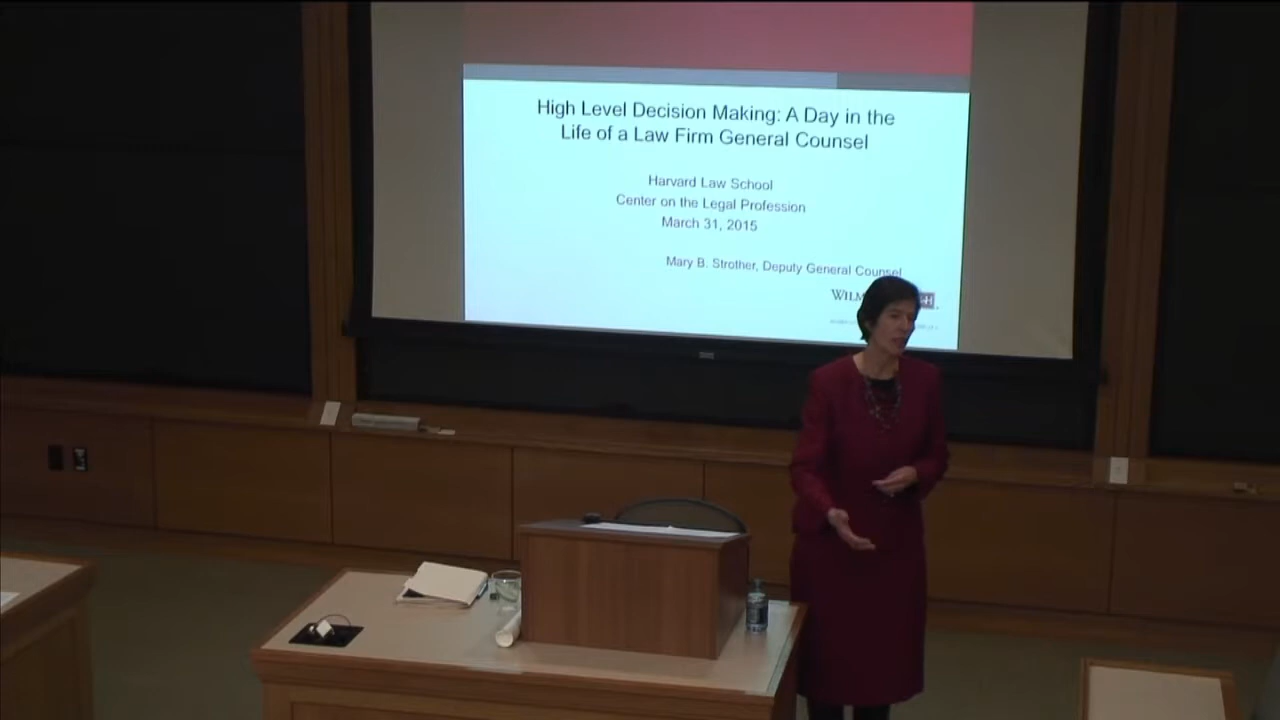 High Level Decision Making: A Day in the
Life of a Law Firm General Counsel
Harvard Law School
Center on the Legal Profession
March 31, 2015
Mary B. Strother, Deputy General Counsel